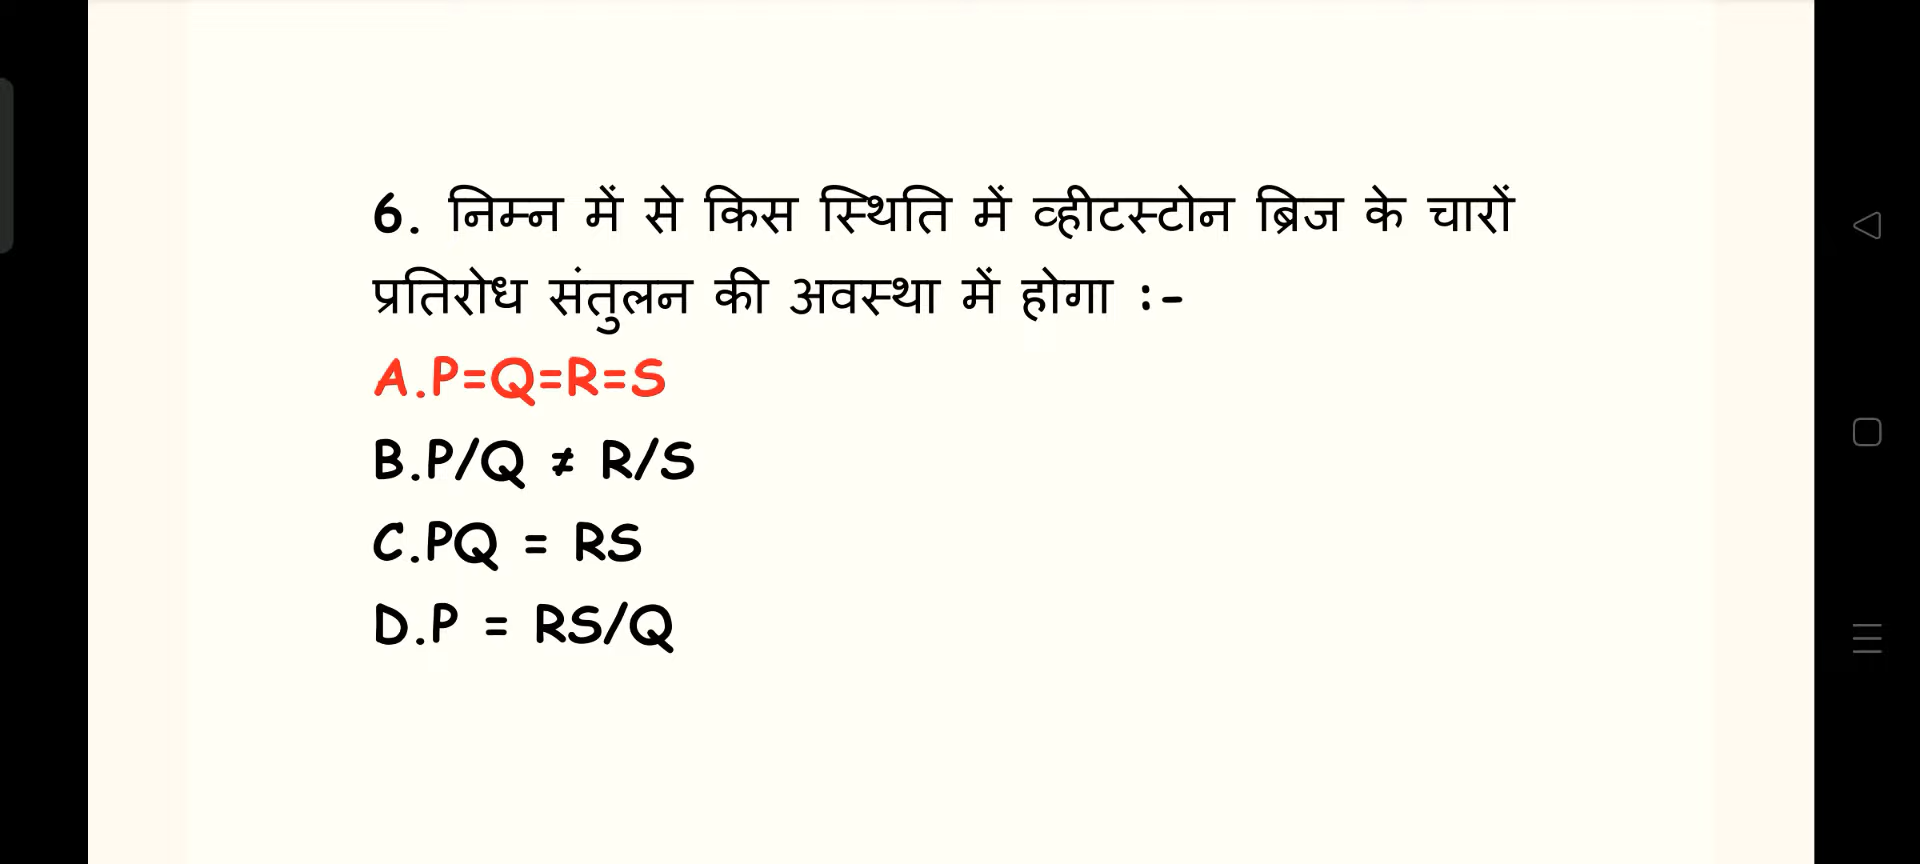 6. निम्न में से किस स्थिति में व्हीटस्टोन ब्रिज के चारों
प्रतिरोध संतुलन की अवस्था में होगा :-
A.P=Q=R=S
B.P/Q ≠ R/S
C.PQ = RS
D.P = RS/Q